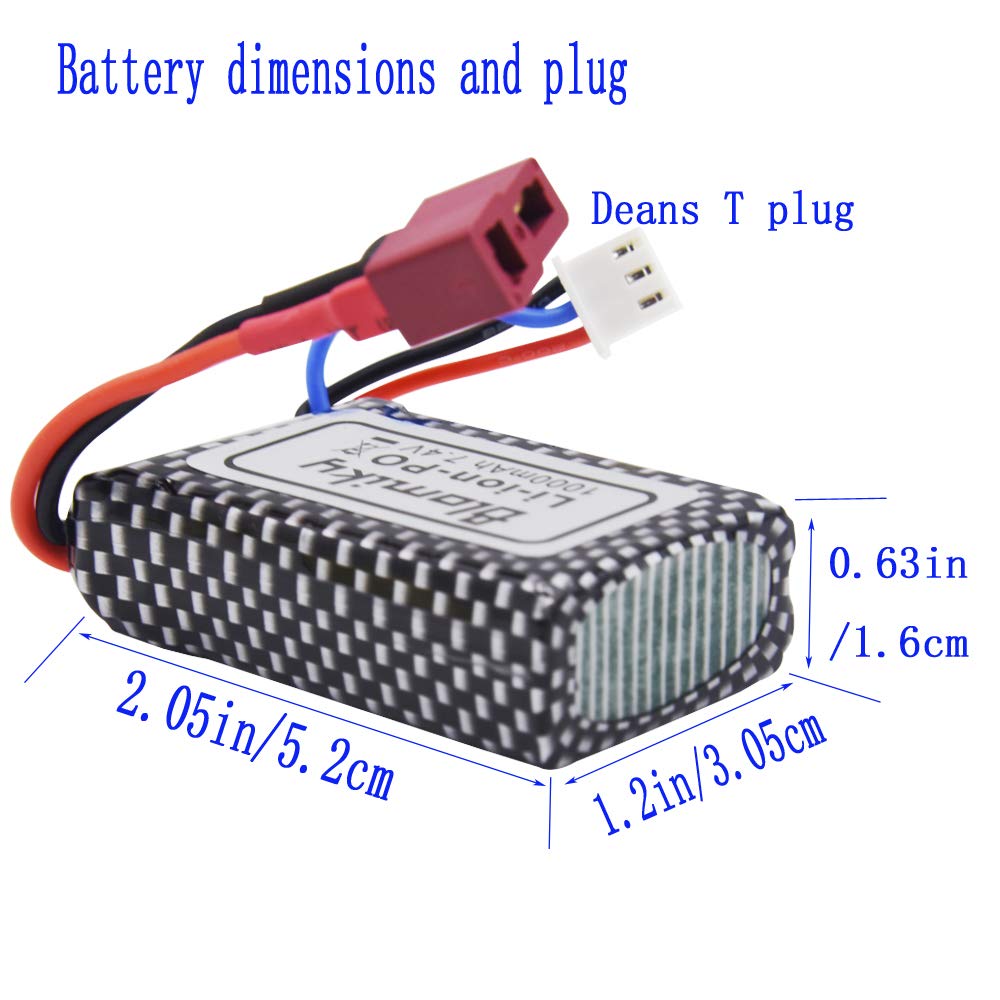 Battery dimensions and plug
Deans T plug
Blomiky
Li-ion-PO
1000mAh 7.4V
0.63in
/1.6cm
2.05in/5.2cm
1.2in/3.05cm